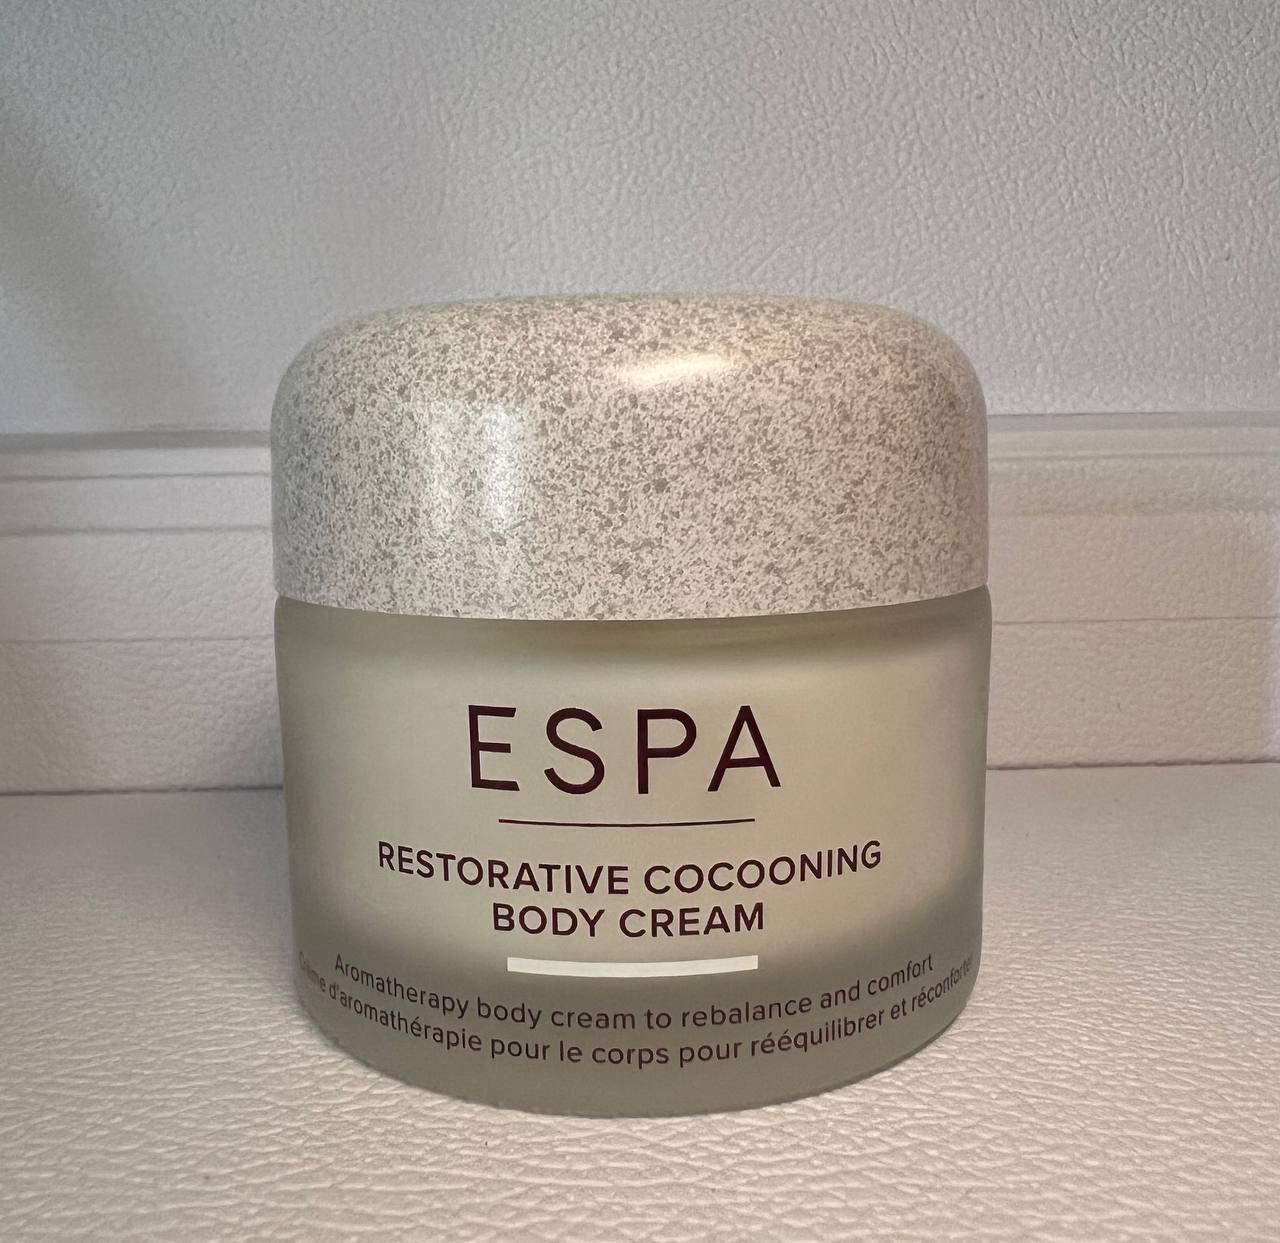 ESPA
RESTORATIVE COCOONING
BODY CREAM
Aromatherapy body cream to rebalance and comfort
Crème d'aromathérapie pour le corps pour rééquilibrer et réconforter